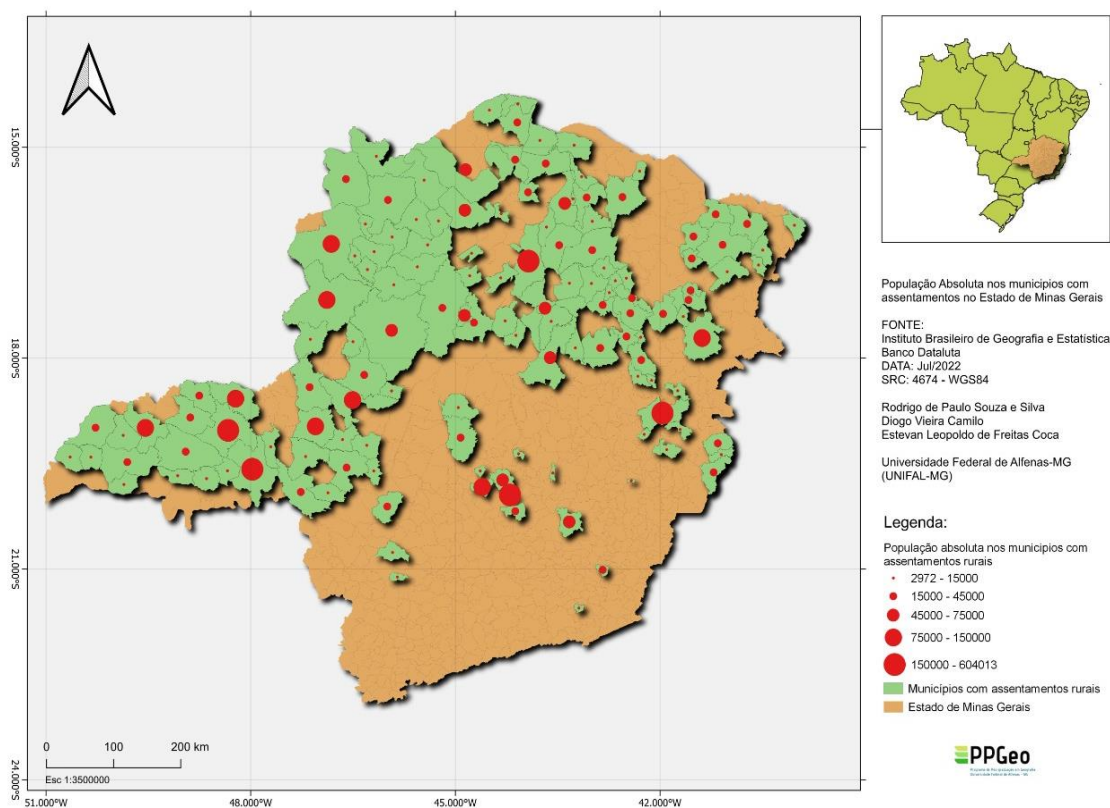 15.000°S
18.000°S
21.000°S
24.000°S
51.000°W
48.000°W
45.000°W
42.000°W
0 100 200 km
Esc 1:3500000
População Absoluta nos municipios com
assentamentos no Estado de Minas Gerais
FONTE:
Instituto Brasileiro de Geografia e Estatística
Banco Dataluta
DATA: Jul/2022
SRC: 4674 - WGS84
Rodrigo de Paulo Souza e Silva
Diogo Vieira Camilo
Estevan Leopoldo de Freitas Coca
Universidade Federal de Alfenas-MG
(UNIFAL-MG)
Legenda:
População absoluta nos municipios com
assentamentos rurais
2972 - 15000
15000 - 45000
45000 - 75000
75000 - 150000
150000 - 604013
Municípios com assentamentos rurais
Estado de Minas Gerais
PPGeo